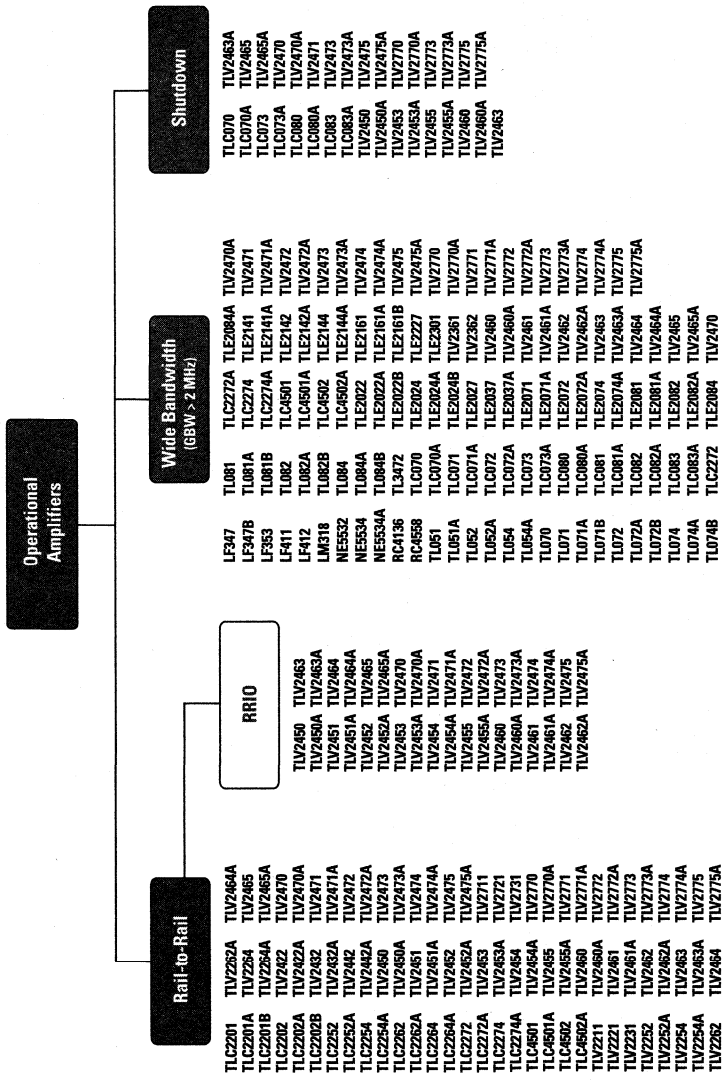 Operational
Amplifiers
Rail-to-Rail
TLC2201 TLV2262A TLV2464A
TLC2201A TLV2264 TLV2465
TLC2201B TLV2264A TLV2465A
TLC2202 TLV2422 TLV2470
TLC2202A TLV2422A TLV2470A
TLC2202B TLV2432 TLV2471
TLC2252 TLV2432A TLV2471A
TLC2252A TLV2442 TLV2472
TLC2254 TLV2442A TLV2472A
TLC2254A TLV2450 TLV2473
TLC2262 TLV2450A TLV2473A
TLC2262A TLV2451 TLV2474
TLC2264 TLV2451A TLV2474A
TLC2264A TLV2452 TLV2475
TLC2272 TLV2452A TLV2475A
TLC2272A TLV2453 TLV2711
TLC2274 TLV2453A TLV2721
TLC2274A TLV2454 TLV2731
TLC4501 TLV2454A TLV2770
TLC4501A TLV2455 TLV2770A
TLC4502 TLV2455A TLV2771
TLC4502A TLV2460 TLV2771A
TLV2211 TLV2460A TLV2772
TLV2221 TLV2461 TLV2772A
TLV2231 TLV2461A TLV2773
TLV2252 TLV2462 TLV2773A
TLV2252A TLV2462A TLV2774
TLV2254 TLV2463 TLV2774A
TLV2254A TLV2463A TLV2775
TLV2262 TLV2464 TLV2775A
RRIO
TLV2450 TLV2463
TLV2450A TLV2463A
TLV2451 TLV2464
TLV2451A TLV2464A
TLV2452 TLV2465
TLV2452A TLV2465A
TLV2453 TLV2470
TLV2453A TLV2470A
TLV2454 TLV2471
TLV2454A TLV2471A
TLV2455 TLV2472
TLV2455A TLV2472A
TLV2460 TLV2473
TLV2460A TLV2473A
TLV2461 TLV2474
TLV2461A TLV2474A
TLV2462 TLV2475
TLV2462A TLV2475A
Wide Bandwidth
(GBW > 2 MHz)
LF347 TL081 TLC2272A TLE2084A TLV2470A
LF347B TL081A TLC2274 TLE2141 TLV2471
LF353 TL081B TLC2274A TLE2141A TLV2471A
LF411 TL082 TLC4501 TLE2142 TLV2472
LF412 TL082A TLC4501A TLE2142A TLV2472A
LM318 TL082B TLC4502 TLE2144 TLV2473
NE5532 TL084 TLC4502A TLE2144A TLV2473A
NE5534 TL084A TLE2022 TLE2161 TLV2474
NE5534A TL084B TLE2022A TLE2161A TLV2474A
RC4136 TL3472 TLE2022B TLE2161B TLV2475
RC4558 TLC070 TLE2024 TLE2227 TLV2475A
TL051 TLC070A TLE2024A TLE2301 TLV2770
TL051A TLC071 TLE2024B TLV2361 TLV2770A
TL052 TLC071A TLE2027 TLV2362 TLV2771
TL052A TLC072 TLE2037 TLV2460 TLV2771A
TL054 TLC072A TLE2037A TLV2460A TLV2772
TL054A TLC073 TLE2071 TLV2461 TLV2772A
TL070 TLC073A TLE2071A TLV2461A TLV2773
TL071 TLC080 TLE2072 TLV2462 TLV2773A
TL071A TLC080A TLE2072A TLV2462A TLV2774
TL071B TLC081 TLE2074 TLV2463 TLV2774A
TL072 TLC081A TLE2074A TLV2463A TLV2775
TL072A TLC082 TLE2081 TLV2464 TLV2775A
TL072B TLC082A TLE2081A TLV2464A
TL074 TLC083 TLE2082 TLV2465
TL074A TLC083A TLE2082A TLV2465A
TL074B TLC2272 TLE2084 TLV2470
Shutdown
TLC070 TLV2463A
TLC070A TLV2465
TLC073 TLV2465A
TLC073A TLV2470
TLC080 TLV2470A
TLC080A TLV2471
TLC083 TLV2473
TLC083A TLV2473A
TLV2450 TLV2475
TLV2450A TLV2475A
TLV2453 TLV2770
TLV2453A TLV2770A
TLV2455 TLV2773
TLV2455A TLV2773A
TLV2460 TLV2775
TLV2460A TLV2775A
TLV2463